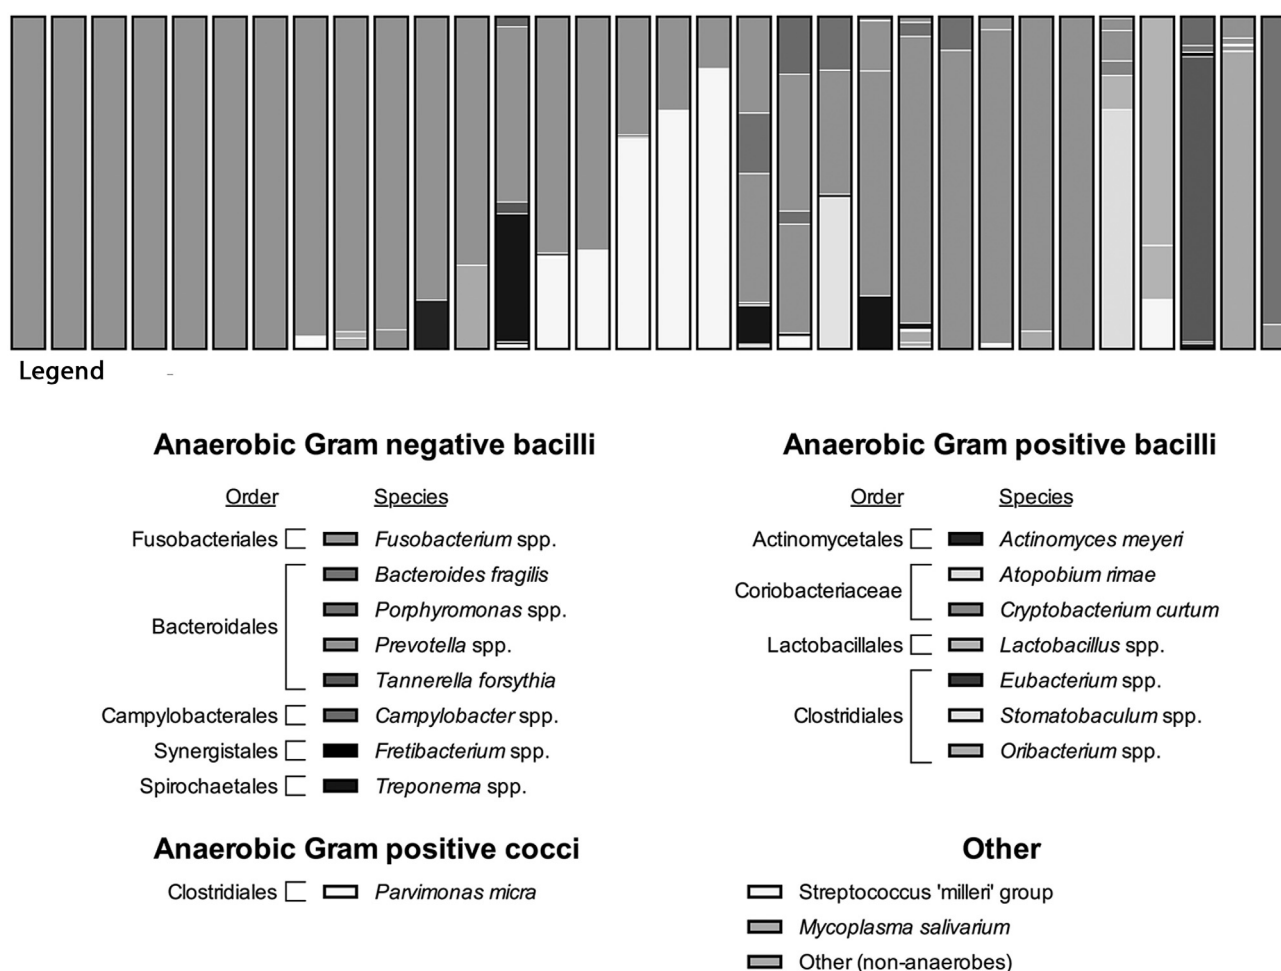 Legend
Anaerobic Gram negative bacilli
Order Species
Fusobacteriales Fusobacterium spp.
Bacteroidales
Bacteroides fragilis
Porphyromonas spp.
Prevotella spp.
Tannerella forsythia
Campylobacterales Campylobacter spp.
Synergistales Fretibacterium spp.
Spirochaetales Treponema spp.
Anaerobic Gram positive cocci
Clostridiales Parvimonas micra
Anaerobic Gram positive bacilli
Order Species
Actinomycetales Actinomyces meyeri
Coriobacteriaceae
Atopobium rimae
Cryptobacterium curtum
Lactobacillales Lactobacillus spp.
Clostridiales
Eubacterium spp.
Stomatobaculum spp.
Oribacterium spp.
Other
Streptococcus 'milleri' group
Mycoplasma salivarium
Other (non-anaerobes)